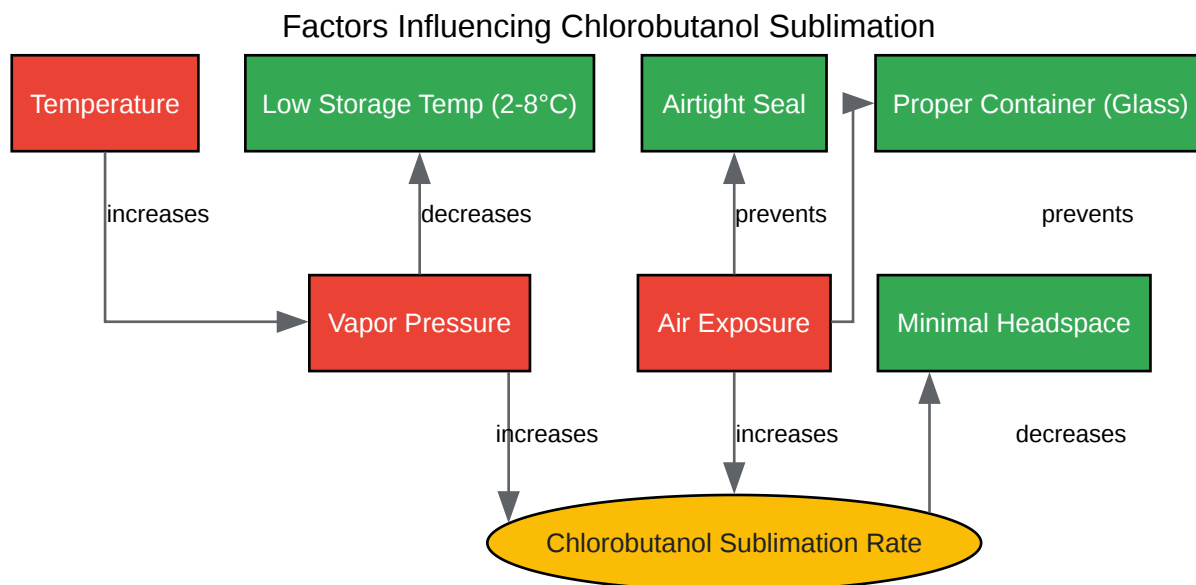 Factors Influencing Chlorobutanol Sublimation
Temperature
Low Storage Temp (2-8°C)
Airtight Seal
Proper Container (Glass)
increases
decreases
prevents
prevents
Vapor Pressure
Air Exposure
Minimal Headspace
increases
increases
decreases
Chlorobutanol Sublimation Rate